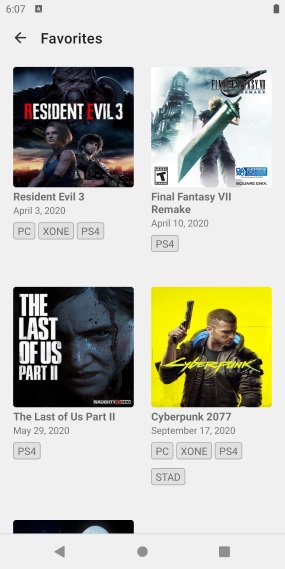 6:07
Favorites
RESIDENT EVIL 3
Resident Evil 3
April 3, 2020
PC XONE PS4
FINAL FANTASY VII
REMAKE
SQUARE ENIX.
Final Fantasy VII
Remake
April 10, 2020
PS4
THE
LAST
OF US
PART II
NAUGHTY DOG
The Last of Us Part II
May 29, 2020
PS4
CYBERPUNK
Cyberpunk 2077
September 17, 2020
PC XONE PS4
STAD